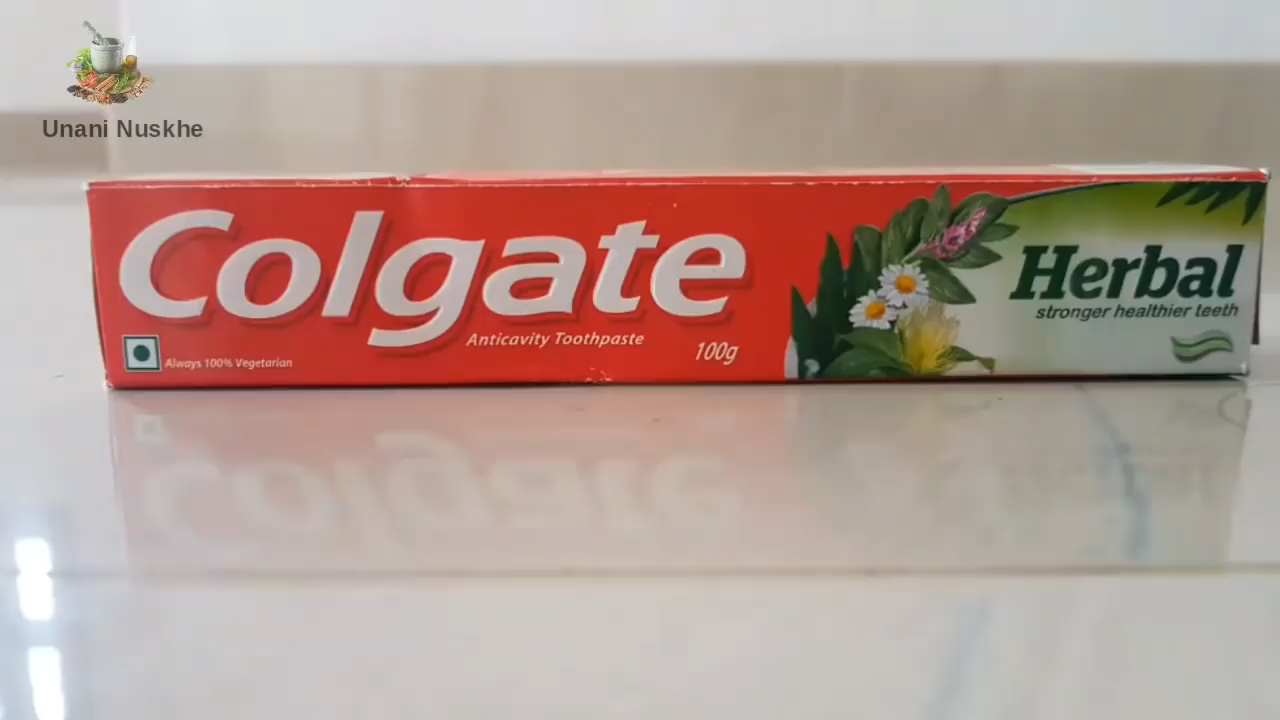 Unani Nuskhe
Colgate
Anticavity Toothpaste
100g
Always 100% Vegetarian
Herbal
stronger healthier teeth